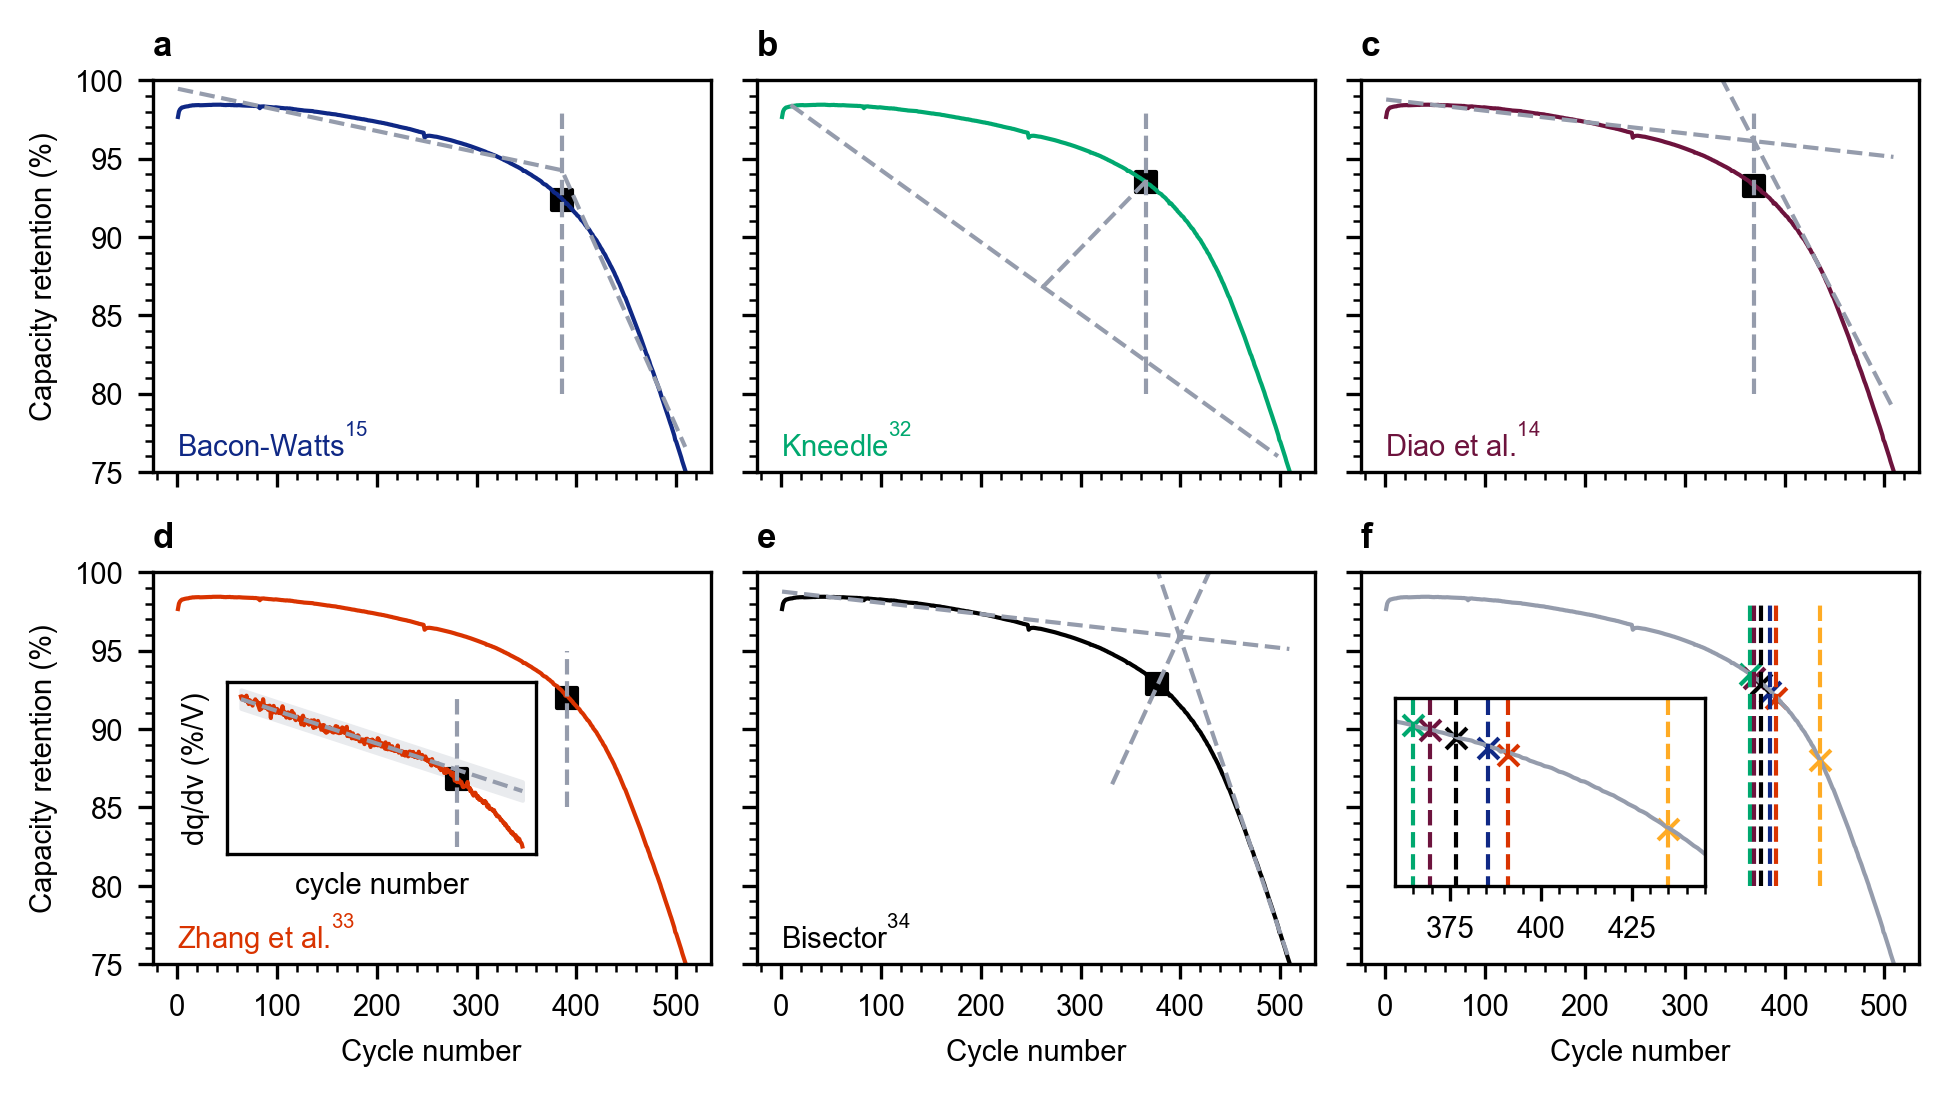 a
b
c
100
95
90
85
80
75
Capacity retention (%)
Bacon-Watts15
Kneedle32
Diao et al.14
d
e
f
100
95
90
85
80
75
Capacity retention (%)
dq/dv (%/V)
cycle number
Zhang et al.33
Bisector34
375 400 425
0 100 200 300 400 500
0 100 200 300 400 500
0 100 200 300 400 500
Cycle number
Cycle number
Cycle number